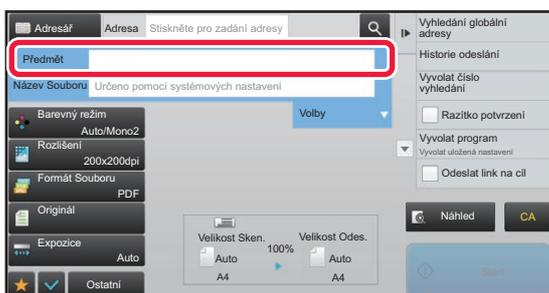 Adresář
Adresa Stiskněte pro zadání adresy
Předmět
Název Souboru Určeno pomocí systémových nastavení
Volby
Barevný režim
Auto/Mono2
Rozlišení
200x200dpi
Formát Souboru
PDF
Originál
Expozice
Auto
Ostatní
Velikost Sken.
100%
Velikost Odes.
Auto
A4
Auto
A4
Vyhledání globální
adresy
Historie odeslání
Vyvolat číslo
vyhledání
Razítko potvrzení
Vyvolat program
Vyvolat uložená nastavení
Odeslat link na cíl
Náhled
CA
Start